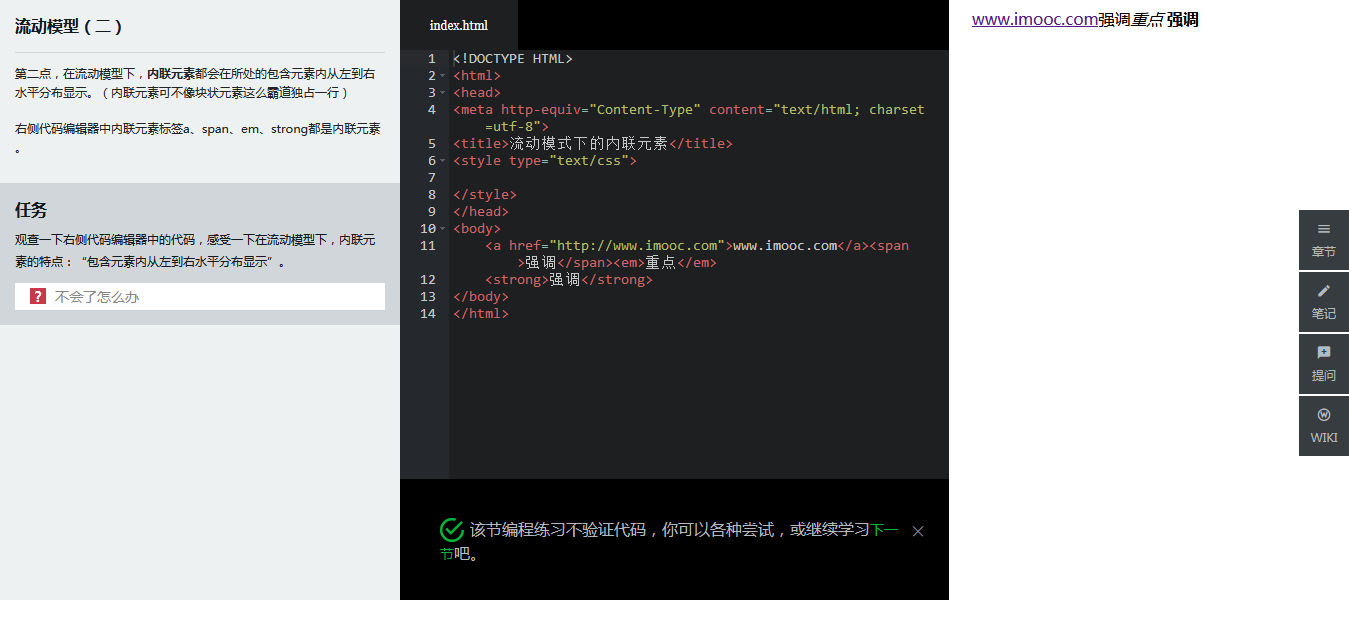 流动模型（二）
第二点，在流动模型下，内联元素都会在所处的包含元素内从左到右
水平分布显示。（内联元素可不像块状元素这么霸道独占一行）
右侧代码编辑器中内联元素标签a、span、em、strong都是内联元素
。
任务
观查一下右侧代码编辑器中的代码，感受一下在流动模型下，内联元
素的特点：“包含元素内从左到右水平分布显示”。
? 不会了怎么办
index.html
1 <!DOCTYPE HTML>
2 <html>
3 <head>
4 <meta http-equiv="Content-Type" content="text/html; charset
=utf-8">
5 <title>流动模式下的内联元素</title>
6 <style type="text/css">
7
8 </style>
9 </head>
10 <body>
11 <a href="http://www.imooc.com">www.imooc.com</a><span
>强调</span><em>重点</em>
12 <strong>强调</strong>
13 </body>
14 </html>
该节编程练习不验证代码，你可以各种尝试，或继续学习下一
节吧。
www.imooc.com强调重点 强调
章节
笔记
提问
WIKI